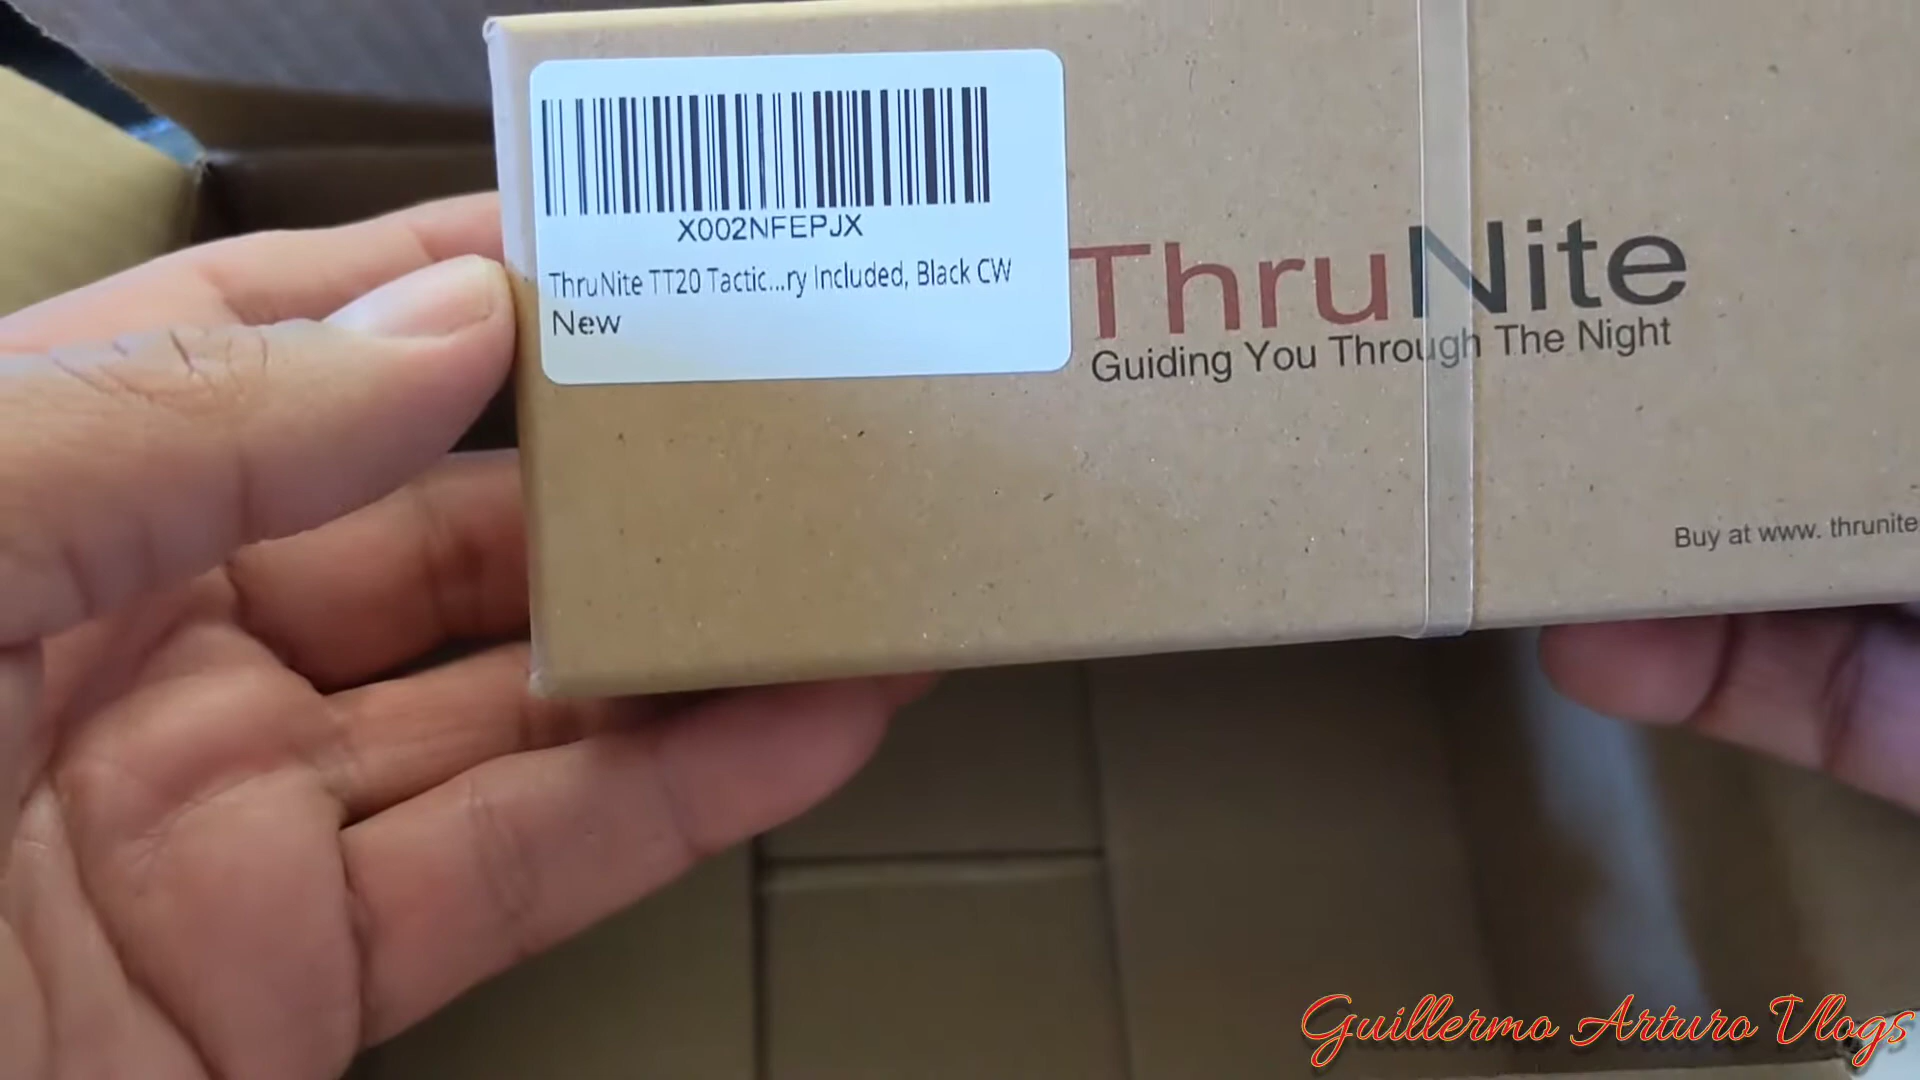 X002NFEPJX
ThruNite TT20 Tactic...ry Included, Black CW
New
ThruNite
Guiding You Through The Night
Buy at www. thrunite
Guillermo Arturo Vlogs